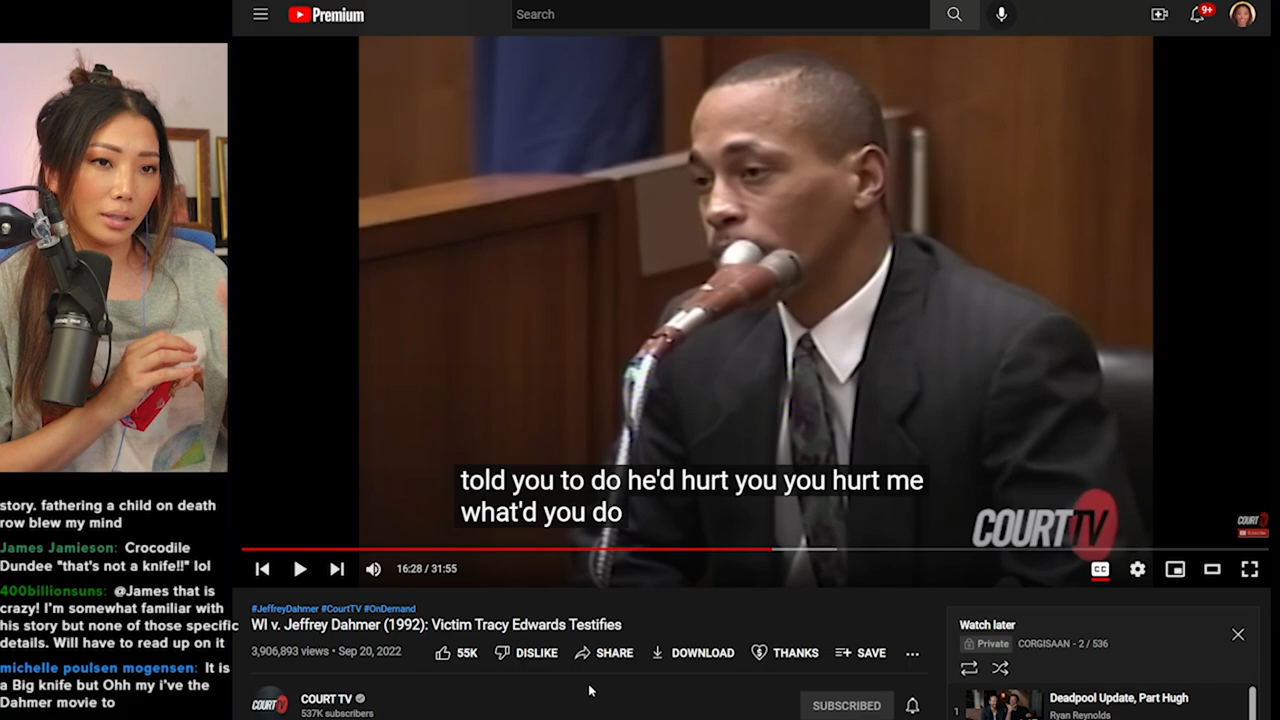 Premium
Search
9+
told you to do he'd hurt you you hurt me
what'd you do
COURT TV
COURT TV
story. fathering a child on death
row blew my mind
James Jamieson: Crocodile
Dundee "that's not a knife!!" lol
400billionsuns: @James that is
crazy! I'm somewhat familiar with
his story but none of those specific
details. Will have to read up on it
michelle poulsen mogensen: It is
a Big knife but Ohh my i've the
Dahmer movie to
CC
16:28 / 31:55
#JeffreyDahmer #CourtTV #OnDemand
WI v. Jeffrey Dahmer (1992): Victim Tracy Edwards Testifies
3,906,893 views • Sep 20, 2022
55K
DISLIKE
SHARE
DOWNLOAD
THANKS
SAVE
COURT TV
COURT TV
537K subscribers
SUBSCRIBED
Watch later
Private
CORGISAAN - 2 / 536
1
Deadpool Update, Part Hugh
Ryan Reynolds